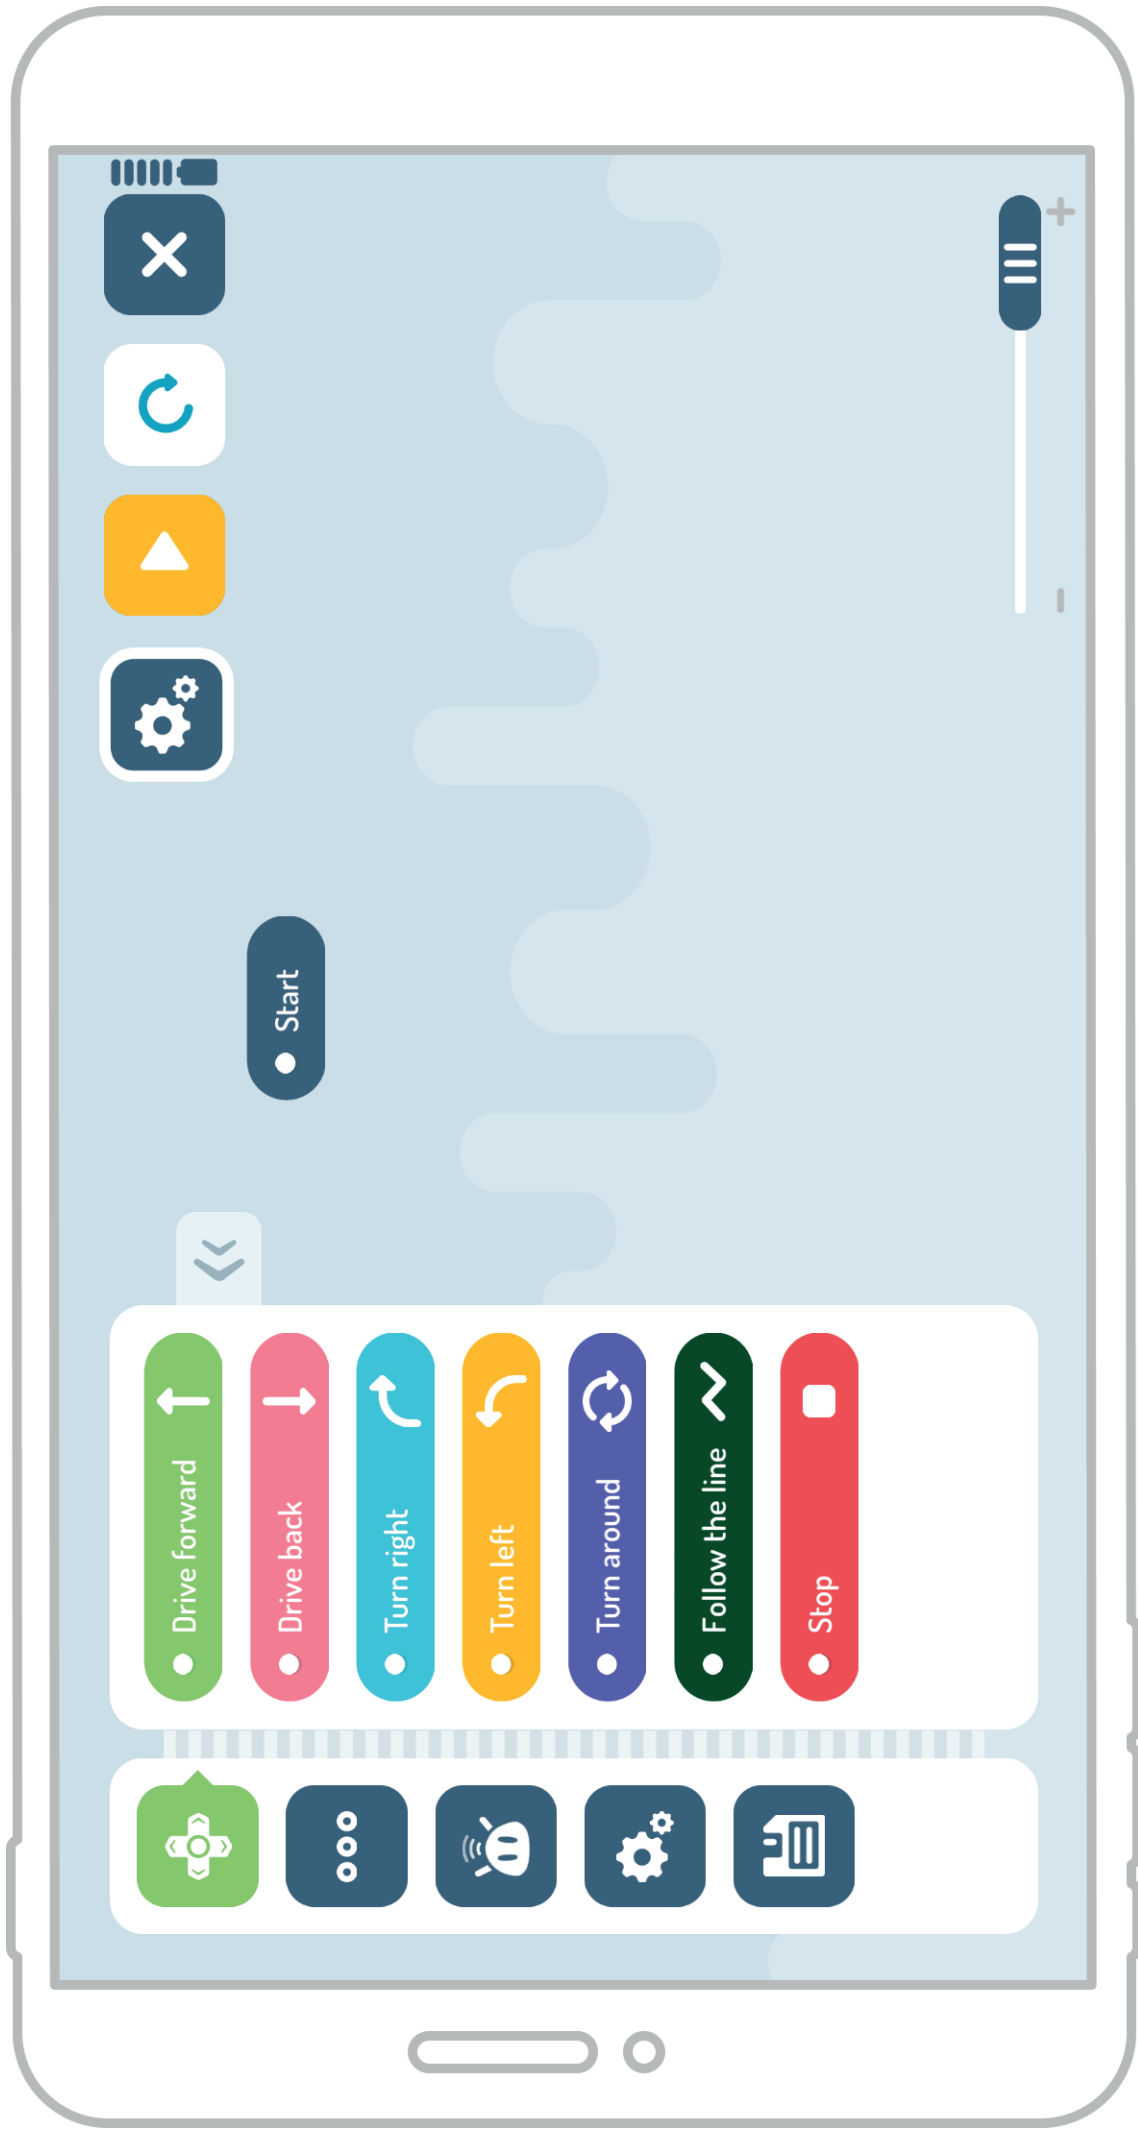 Start
Drive forward
Drive back
Turn right
Turn left
Turn around
Follow the line
Stop